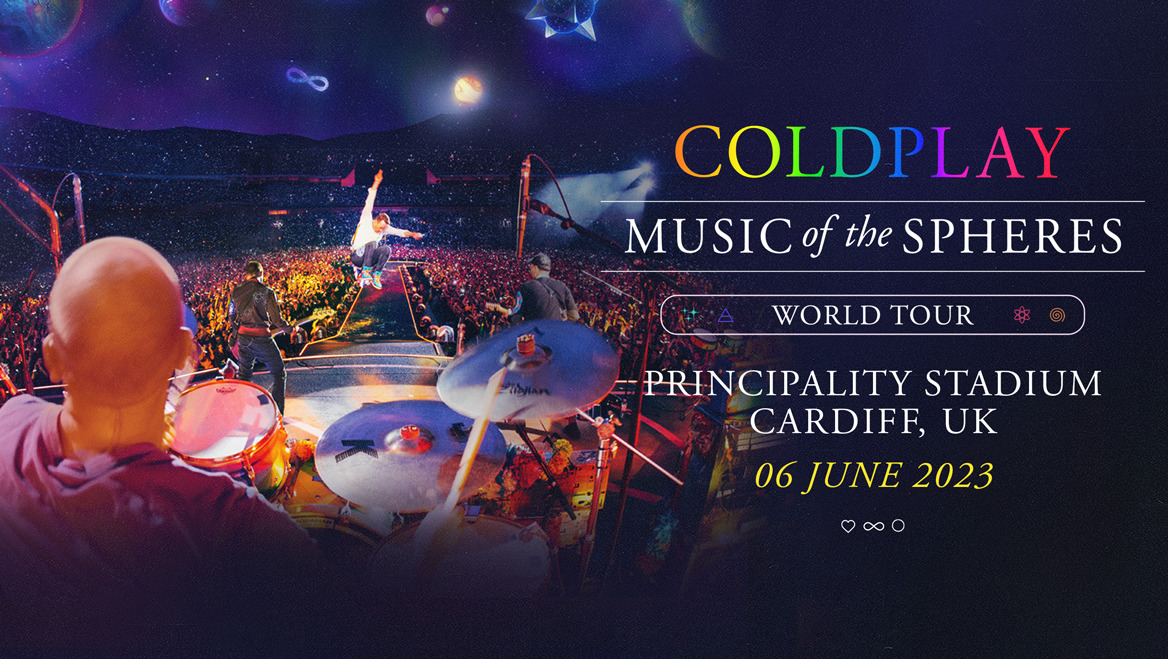 COLDPLAY
MUSIC of the SPHERES
WORLD TOUR
PRINCIPALITY STADIUM
CARDIFF, UK
06 JUNE 2023
K